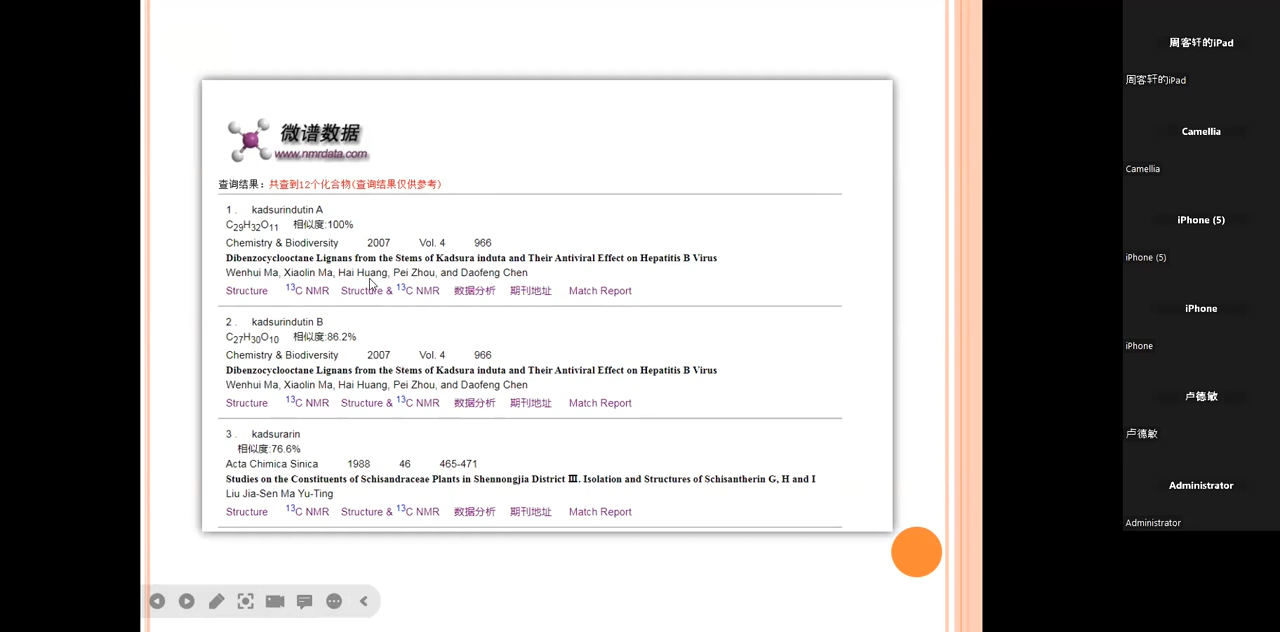 微谱数据
www.nmrdata.com
查询结果：共查到12个化合物(查询结果仅供参考)
1 . kadsurindutin A
C29H32O11 相似度:100%
Chemistry & Biodiversity 2007 Vol. 4 966
Dibenzocyclooctane Lignans from the Stems of Kadsura induta and Their Antiviral Effect on Hepatitis B Virus
Wenhui Ma, Xiaolin Ma, Hai Huang, Pei Zhou, and Daofeng Chen
Structure 13C NMR Structure & 13C NMR 数据分析 期刊地址 Match Report
2 . kadsurindutin B
C27H30O10 相似度:86.2%
Chemistry & Biodiversity 2007 Vol. 4 966
Dibenzocyclooctane Lignans from the Stems of Kadsura induta and Their Antiviral Effect on Hepatitis B Virus
Wenhui Ma, Xiaolin Ma, Hai Huang, Pei Zhou, and Daofeng Chen
Structure 13C NMR Structure & 13C NMR 数据分析 期刊地址 Match Report
3 . kadsurarin
相似度:76.6%
Acta Chimica Sinica 1988 46 465-471
Studies on the Constituents of Schisandraceae Plants in Shennongjia District Ⅲ. Isolation and Structures of Schisantherin G, H and I
Liu Jia-Sen Ma Yu-Ting
Structure 13C NMR Structure & 13C NMR 数据分析 期刊地址 Match Report
周客轩的iPad
周客轩的iPad
Camellia
Camellia
iPhone (5)
iPhone (5)
iPhone
iPhone
卢德敏
卢德敏
Administrator
Administrator